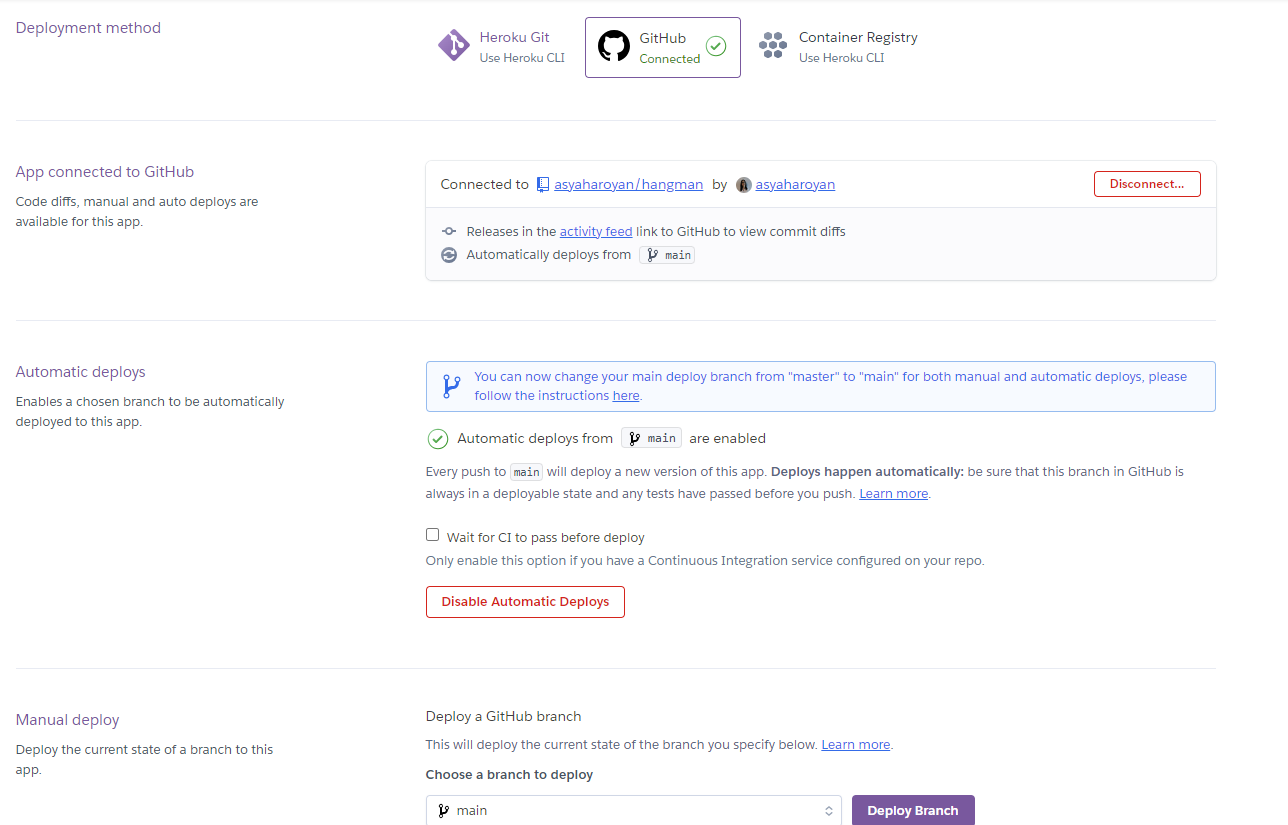 Deployment method
Heroku Git
Use Heroku CLI
GitHub
Connected
Container Registry
Use Heroku CLI
App connected to GitHub
Code diffs, manual and auto deploys are
available for this app.
Connected to asyaharoyan/hangman by asyaharoyan
Disconnect...
Releases in the activity feed link to GitHub to view commit diffs
Automatically deploys from main
Automatic deploys
Enables a chosen branch to be automatically
deployed to this app.
You can now change your main deploy branch from "master" to "main" for both manual and automatic deploys, please
follow the instructions here.
Automatic deploys from main are enabled
Every push to main will deploy a new version of this app. Deploys happen automatically: be sure that this branch in GitHub is
always in a deployable state and any tests have passed before you push. Learn more.
Wait for CI to pass before deploy
Only enable this option if you have a Continuous Integration service configured on your repo.
Disable Automatic Deploys
Manual deploy
Deploy the current state of a branch to this
app.
Deploy a GitHub branch
This will deploy the current state of the branch you specify below. Learn more.
Choose a branch to deploy
main
Deploy Branch